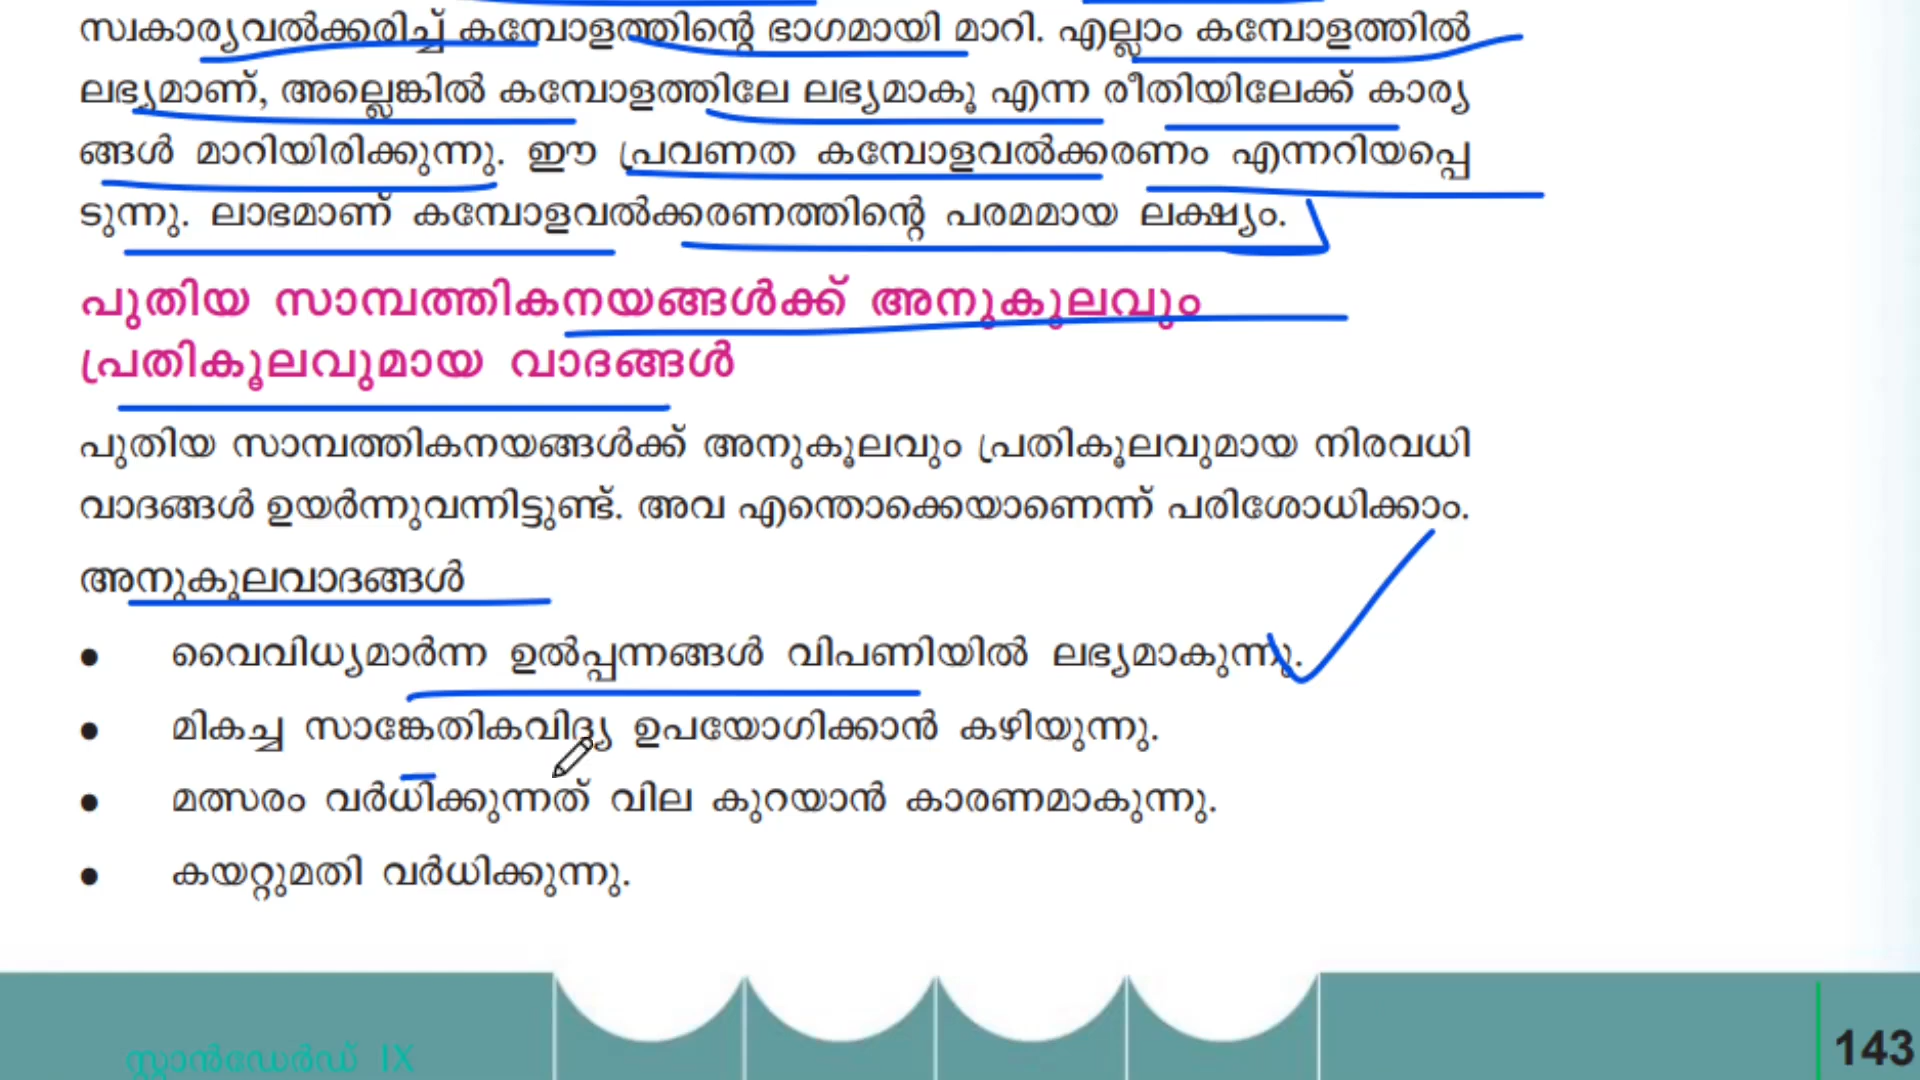 സ്വകാര്യവൽക്കരിച്ച് കമ്പോളത്തിന്റെ ഭാഗമായി മാറി. എല്ലാം കമ്പോളത്തിൽ
ലഭ്യമാണ്, അല്ലെങ്കിൽ കമ്പോളത്തിലേ ലഭ്യമാകൂ എന്ന രീതിയിലേക്ക് കാര്യ
ങ്ങൾ മാറിയിരിക്കുന്നു. ഈ പ്രവണത കമ്പോളവൽക്കരണം എന്നറിയപ്പെ
ടുന്നു. ലാഭമാണ് കമ്പോളവൽക്കരണത്തിന്റെ പരമമായ ലക്ഷ്യം.
പുതിയ സാമ്പത്തികനയങ്ങൾക്ക് അനുകൂലവും
പ്രതികൂലവുമായ വാദങ്ങൾ
പുതിയ സാമ്പത്തികനയങ്ങൾക്ക് അനുകൂലവും പ്രതികൂലവുമായ നിരവധി
വാദങ്ങൾ ഉയർന്നുവന്നിട്ടുണ്ട്. അവ എന്തൊക്കെയാണെന്ന് പരിശോധിക്കാം.
അനുകൂലവാദങ്ങൾ
● വൈവിധ്യമാർന്ന ഉൽപ്പന്നങ്ങൾ വിപണിയിൽ ലഭ്യമാകുന്നു.
● മികച്ച സാങ്കേതികവിദ്യ ഉപയോഗിക്കാൻ കഴിയുന്നു.
● മത്സരം വർധിക്കുന്നത് വില കുറയാൻ കാരണമാകുന്നു.
● കയറ്റുമതി വർധിക്കുന്നു.
സ്റ്റാൻഡേർഡ് IX
143